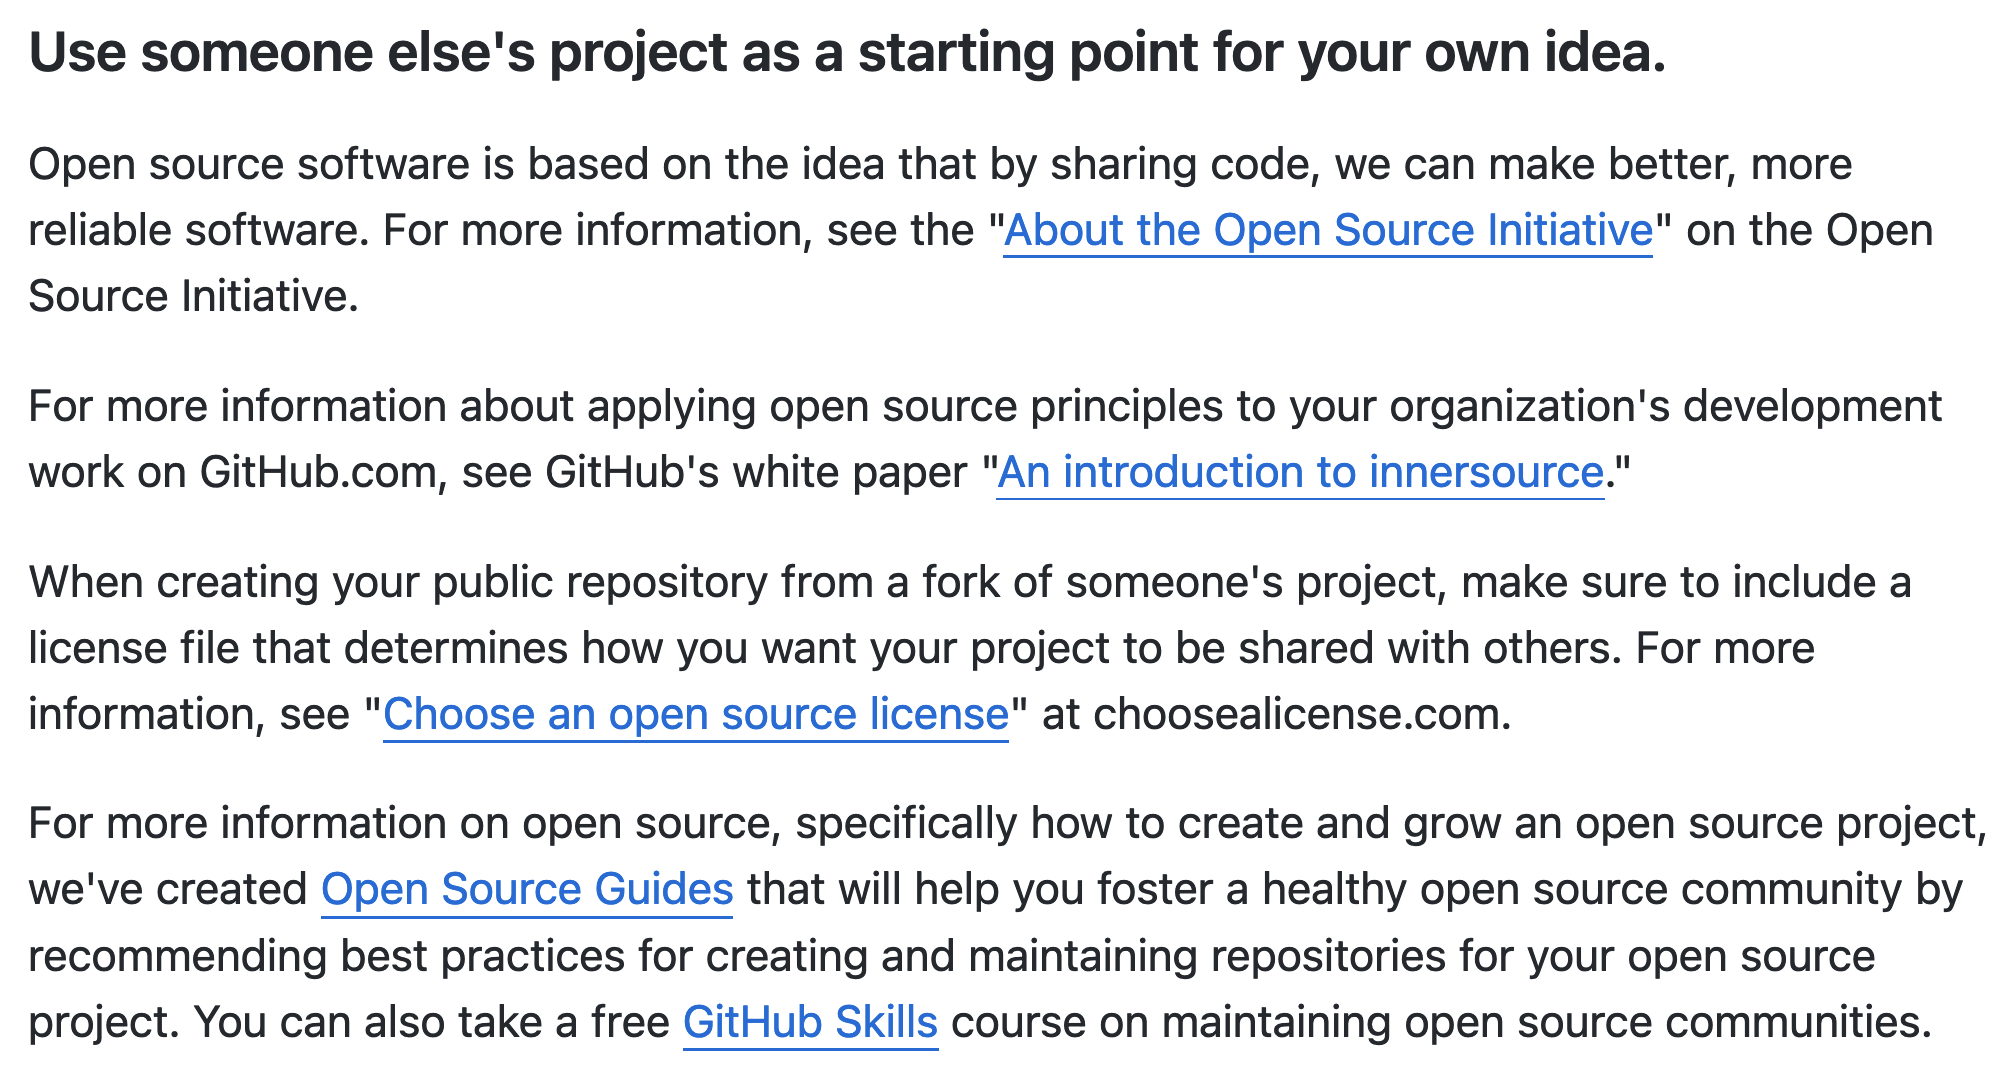 Use someone else's project as a starting point for your own idea.
Open source software is based on the idea that by sharing code, we can make better, more
reliable software. For more information, see the "About the Open Source Initiative" on the Open
Source Initiative.
For more information about applying open source principles to your organization's development
work on GitHub.com, see GitHub's white paper "An introduction to innersource."
When creating your public repository from a fork of someone's project, make sure to include a
license file that determines how you want your project to be shared with others. For more
information, see "Choose an open source license" at choosealicense.com.
For more information on open source, specifically how to create and grow an open source project,
we've created Open Source Guides that will help you foster a healthy open source community by
recommending best practices for creating and maintaining repositories for your open source
project. You can also take a free GitHub Skills course on maintaining open source communities.